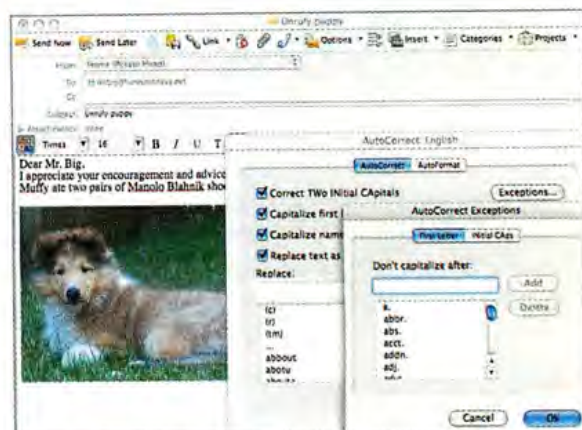 Unruly puppy
Send Now Send Later Link Options Insert Categories Projects
From:
To:
Cc:
Subject: Unruly puppy
none
Times 16 B I U T
Dear Mr. Big,
I appreciate your encouragement and advice
Muffy ate two pairs of Manolo Blahnik shoe
AutoCorrect: English
AutoCorrect AutoFormat
Correct TWo INitial CApitals Exceptions...
Capitalize first l
Capitalize name
Replace text as
Replace:
(c)
(r)
(tm)
...
abbout
abotu
AutoCorrect Exceptions
First Letter INitial CAps
Don't capitalize after:
Add
Delete
a.
abbr.
abs.
acct.
addn.
adj.
Cancel OK